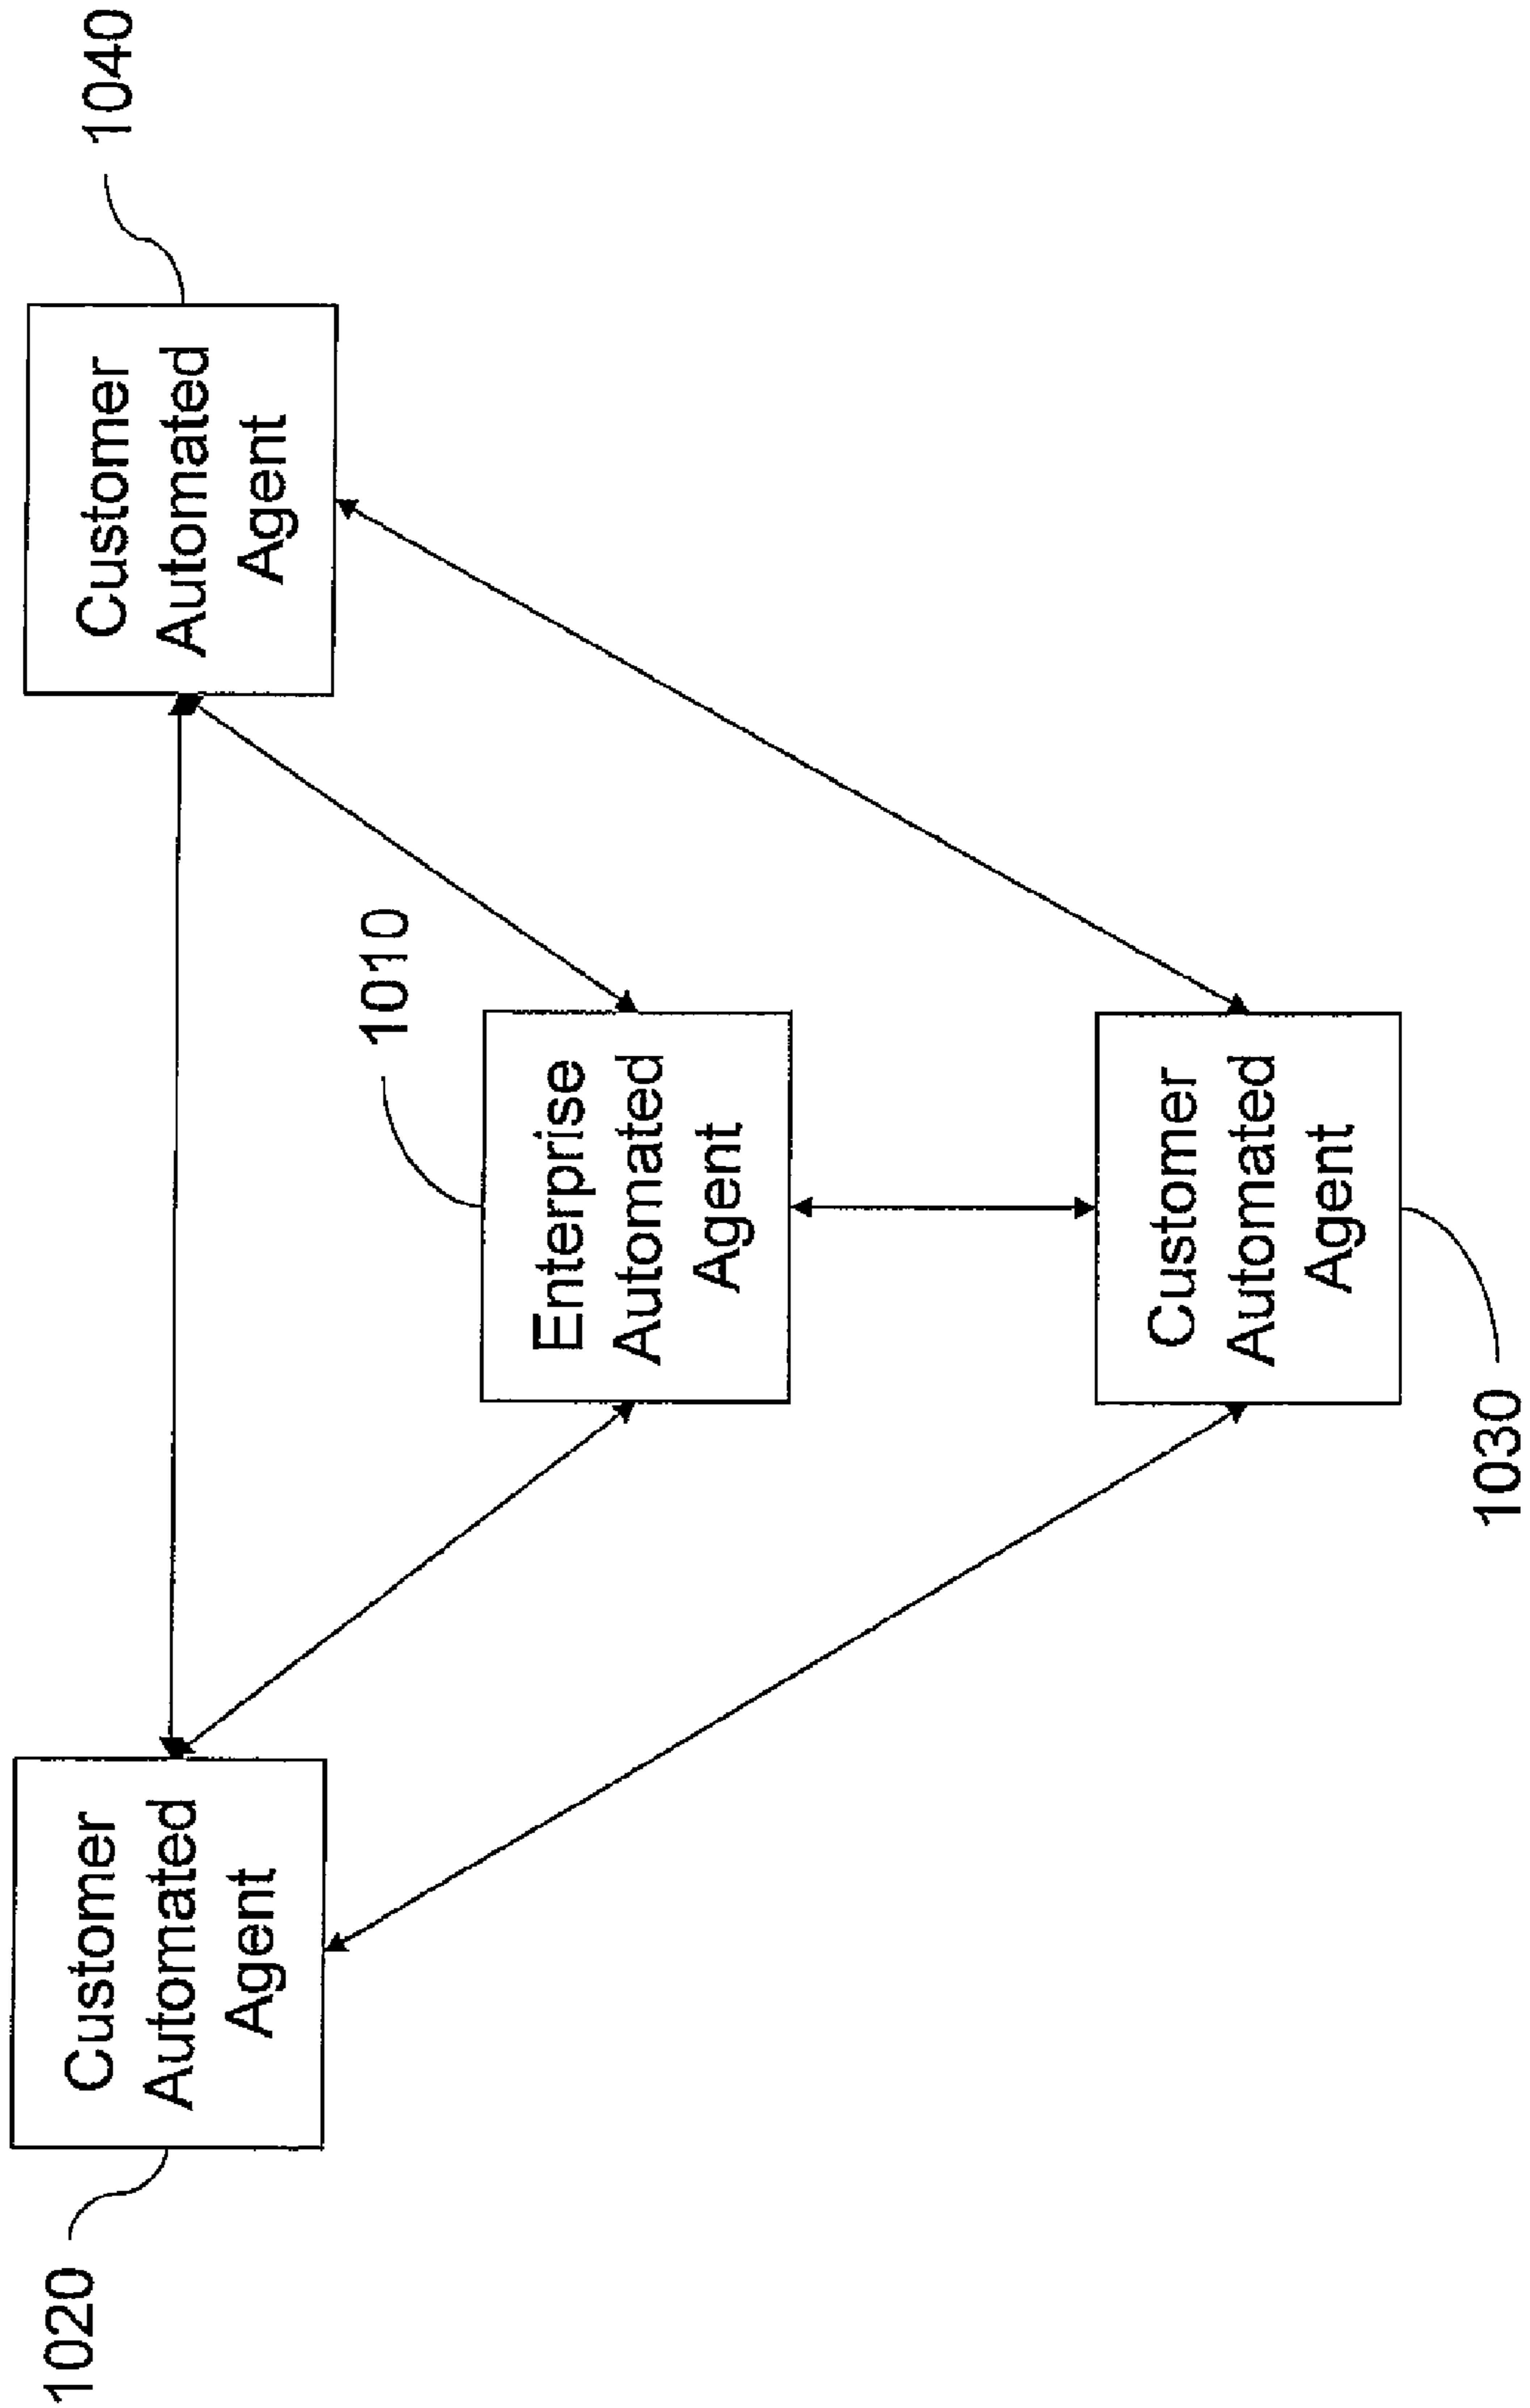 1020
Customer
Automated
Agent
1010
Enterprise
Automated
Agent
Customer
Automated
Agent
1040
Customer
Automated
Agent
1030